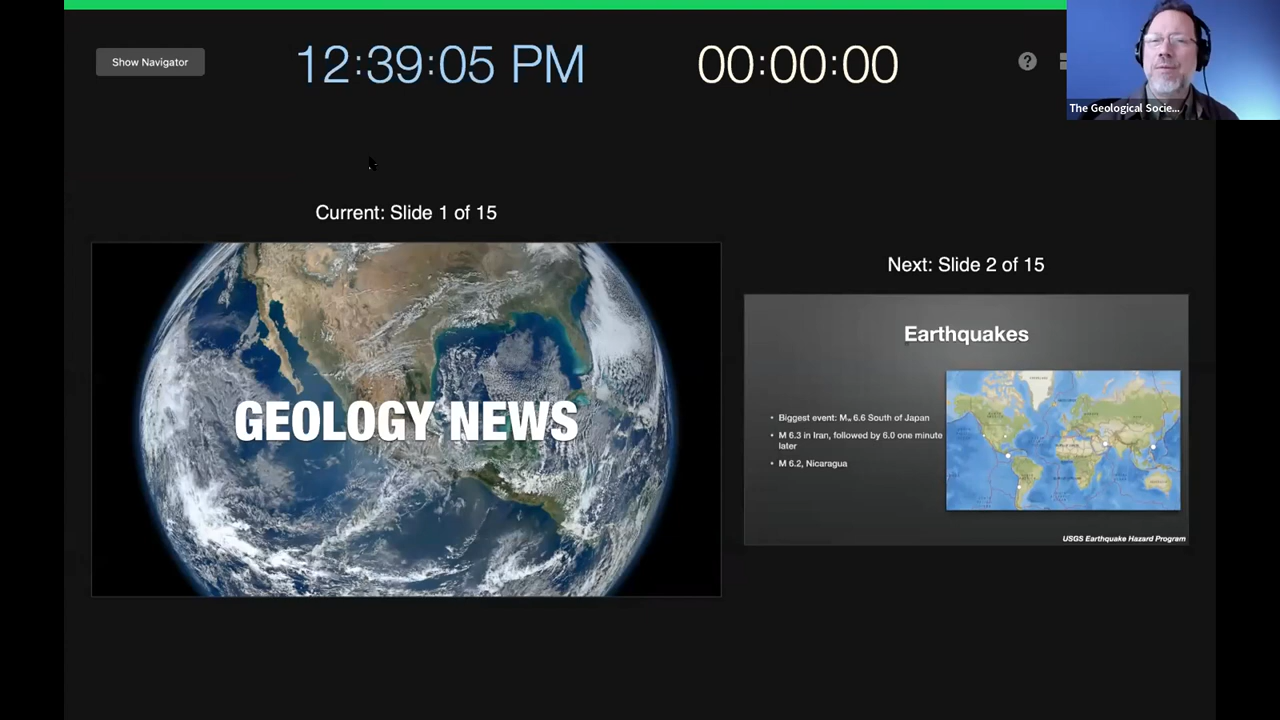 Show Navigator
12:39:05 PM
00:00:00
?
The Geological Socie...
Current: Slide 1 of 15
GEOLOGY NEWS
Next: Slide 2 of 15
Earthquakes
• Biggest event: Mw 6.6 South of Japan
• M 6.3 in Iran, followed by 6.0 one minute
later
• M 6.2, Nicaragua
USGS Earthquake Hazard Program